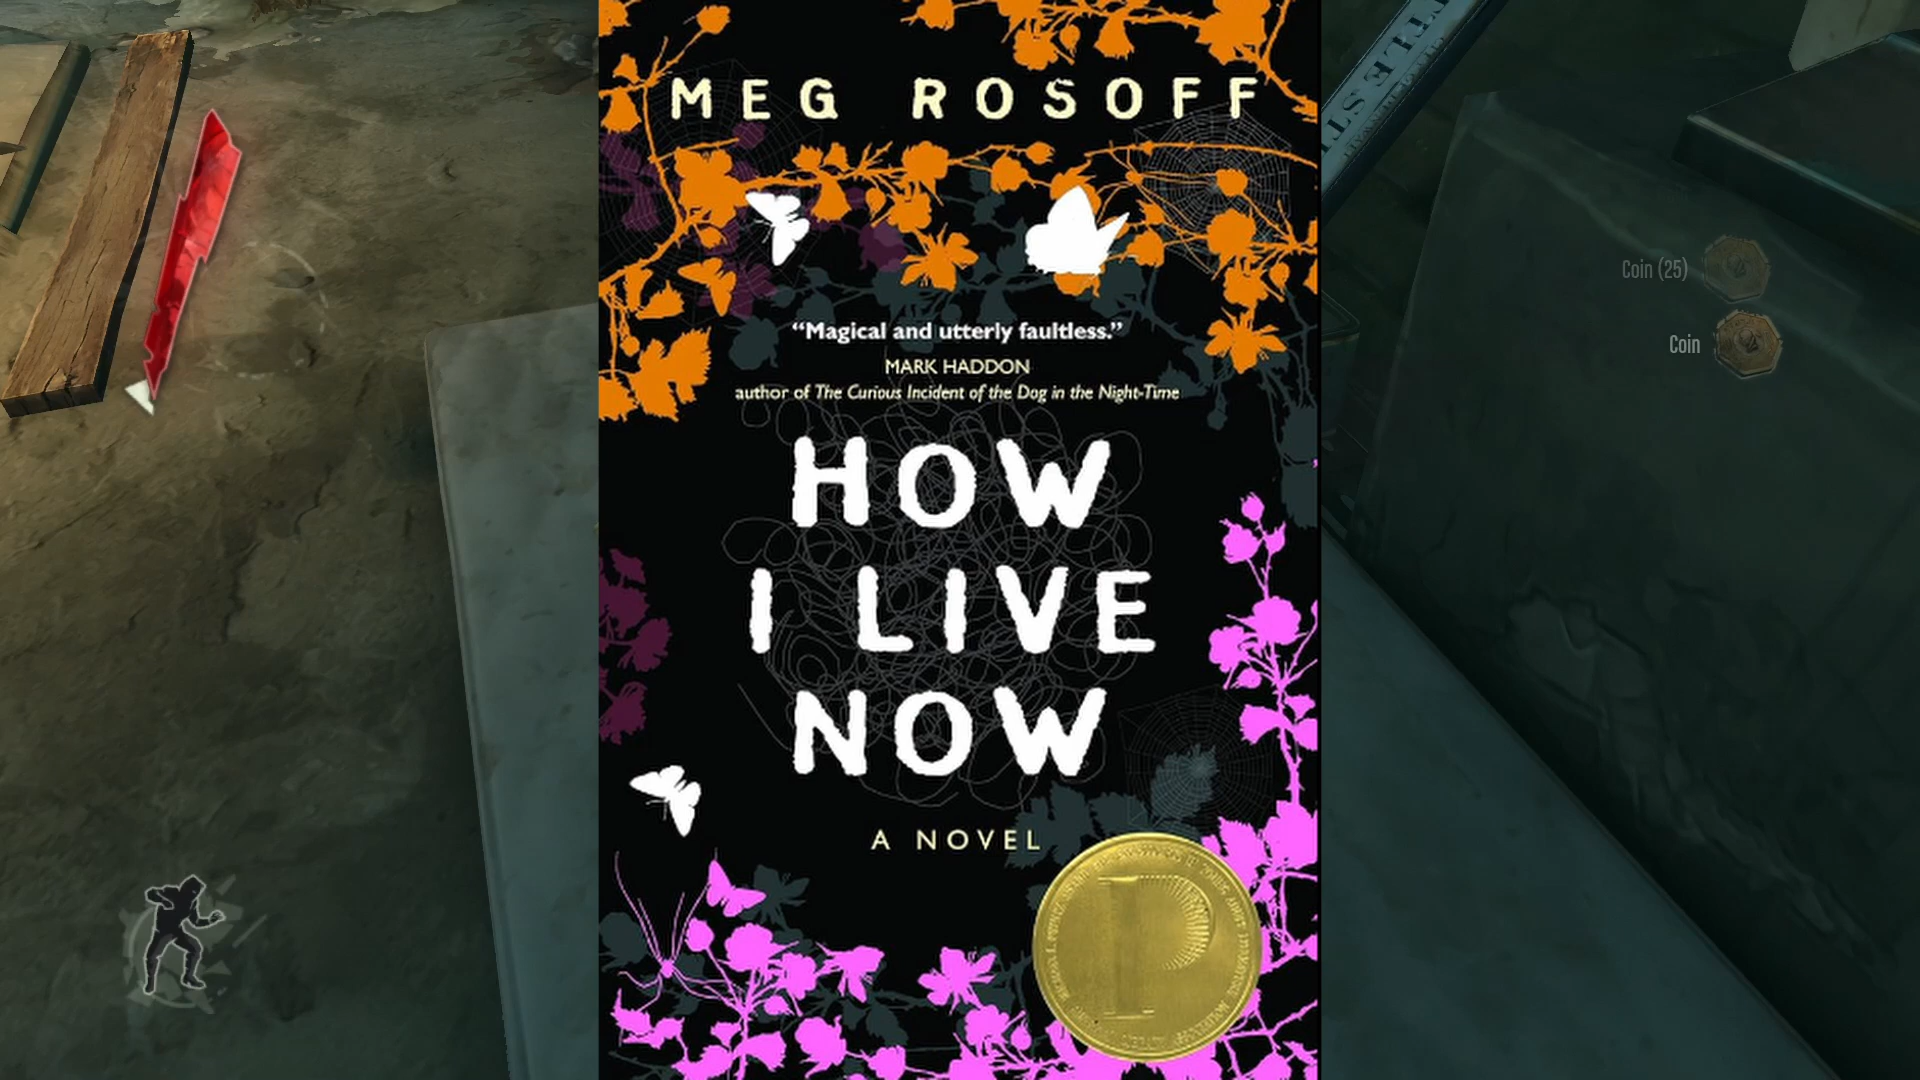 MEG ROSOFF
“Magical and utterly faultless.”
MARK HADDON
author of The Curious Incident of the Dog in the Night-Time
HOW
I LIVE
NOW
A NOVEL
P
Coin (25)
Coin